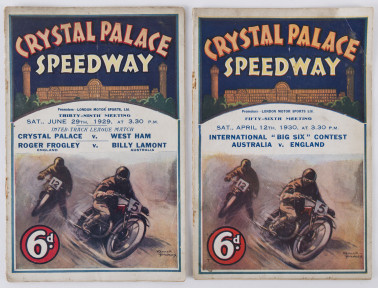 CRYSTAL PALACE
SPEEDWAY
Promoters: LONDON MOTOR SPORTS, Ltd.
THIRTY-NINTH MEETING
SAT., JUNE 29TH, 1929, AT 3.30 P.M.
INTER-TRACK LEAGUE MATCH
CRYSTAL PALACE v. WEST HAM
ROGER FROGLEY v. BILLY LAMONT
ENGLAND AUSTRALIA
6d.
CRYSTAL PALACE
SPEEDWAY
Promoters: LONDON MOTOR SPORTS Ltd.
FIFTY-SIXTH MEETING
SAT., APRIL 12TH, 1930, AT 3.30 P.M.
INTERNATIONAL "BIG SIX" CONTEST
AUSTRALIA v. ENGLAND
6d.